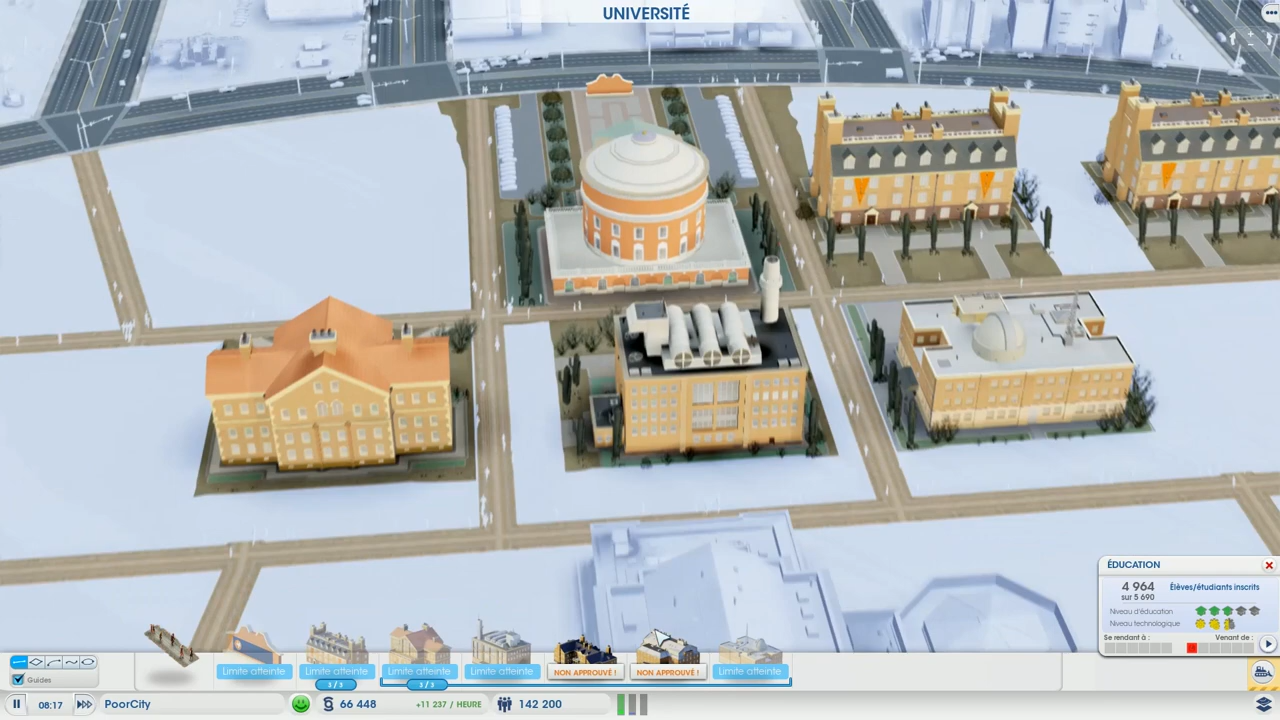 UNIVERSITÉ
ÉDUCATION
4 964
sur 5 690
Élèves/étudiants inscrits
Niveau d'éducation
Niveau technologique
Se rendant à :
Venant de :
Limite atteinte
Limite atteinte
Limite atteinte
Limite atteinte
NON APPROUVÉ !
NON APPROUVÉ !
Limite atteinte
3 / 3
3 / 3
Guides
08:17
PoorCity
66 448
+11 237 / HEURE
142 200